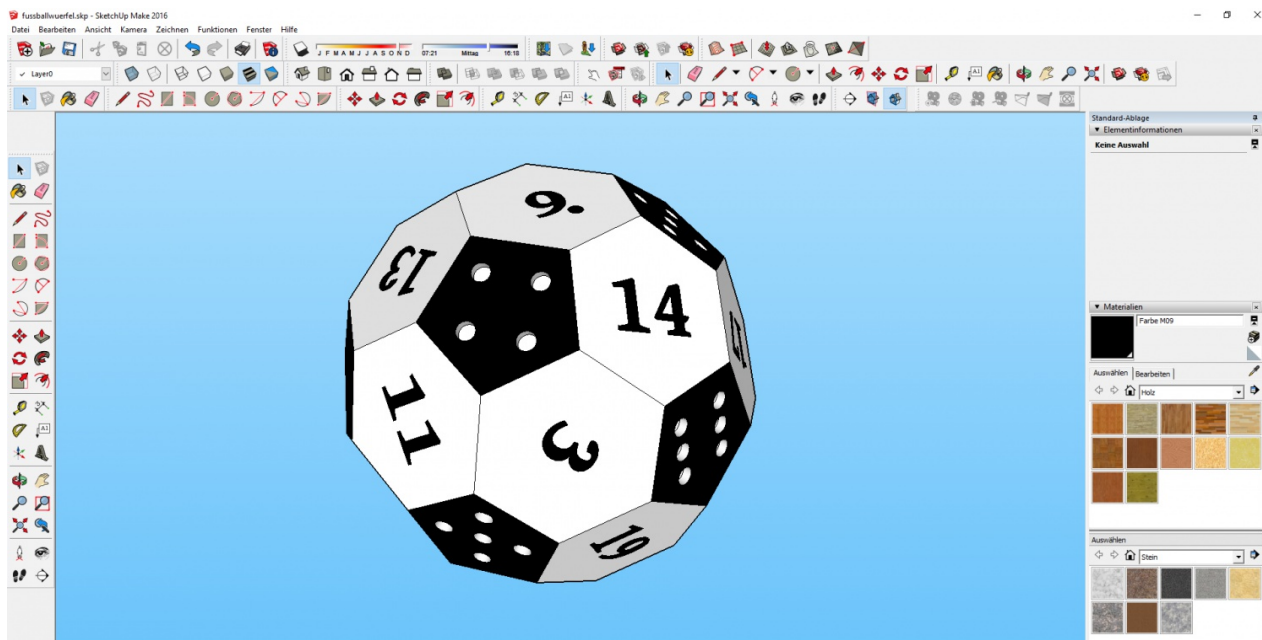 fussballwuerfel.skp - SketchUp Make 2016
Datei Bearbeiten Ansicht Kamera Zeichnen Funktionen Fenster Hilfe
J F M A M J J A S O N D 07:21 Mittag 16:18
Layer0
Standard-Ablage
Elementinformationen
Keine Auswahl
9.
13
14
17
11
3
19
Materialien
Farbe M09
Auswählen Bearbeiten
Holz
Auswählen
Stein